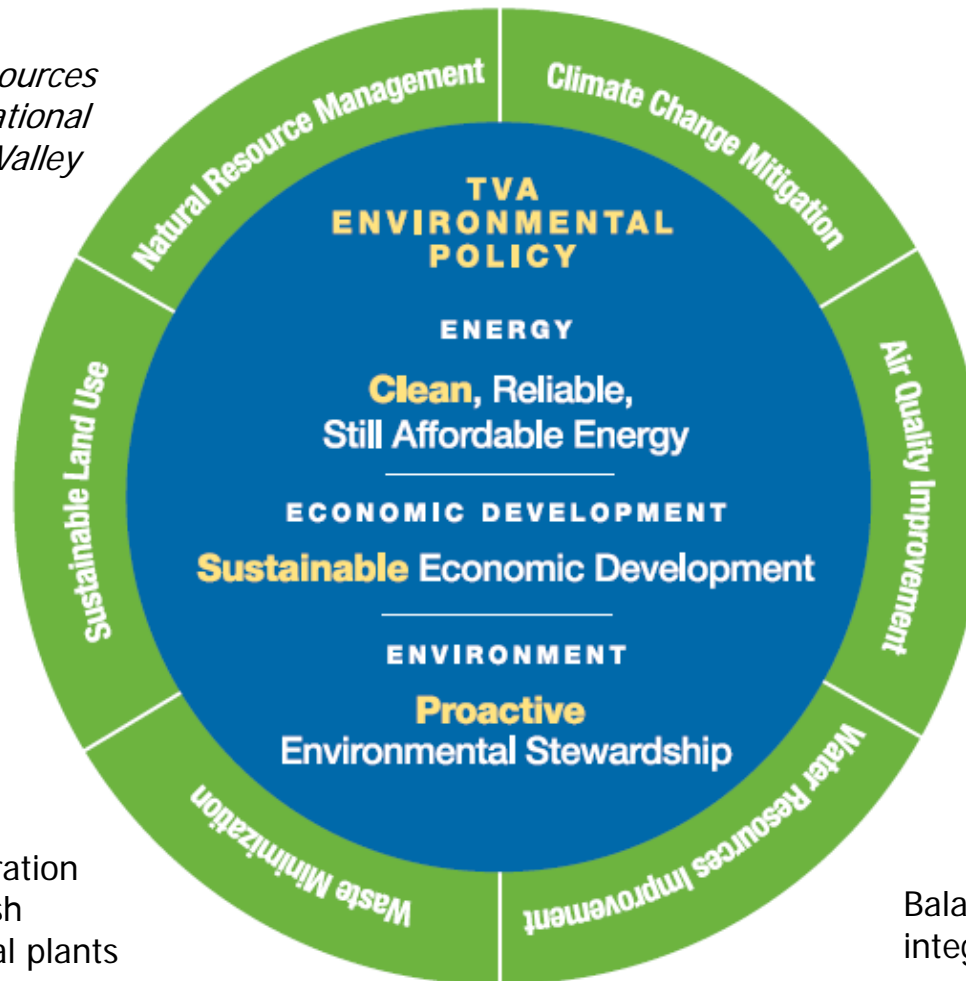 ources
ational
Valley
Natural Resource Management
Climate Change Mitigation
Air Quality Improvement
Water Resources Improvement
Waste Minimization
Sustainable Land Use
TVA
ENVIRONMENTAL
POLICY
ENERGY
Clean, Reliable,
Still Affordable Energy
ECONOMIC DEVELOPMENT
Sustainable Economic Development
ENVIRONMENT
Proactive
Environmental Stewardship
ration
sh
al plants
Bala
integ